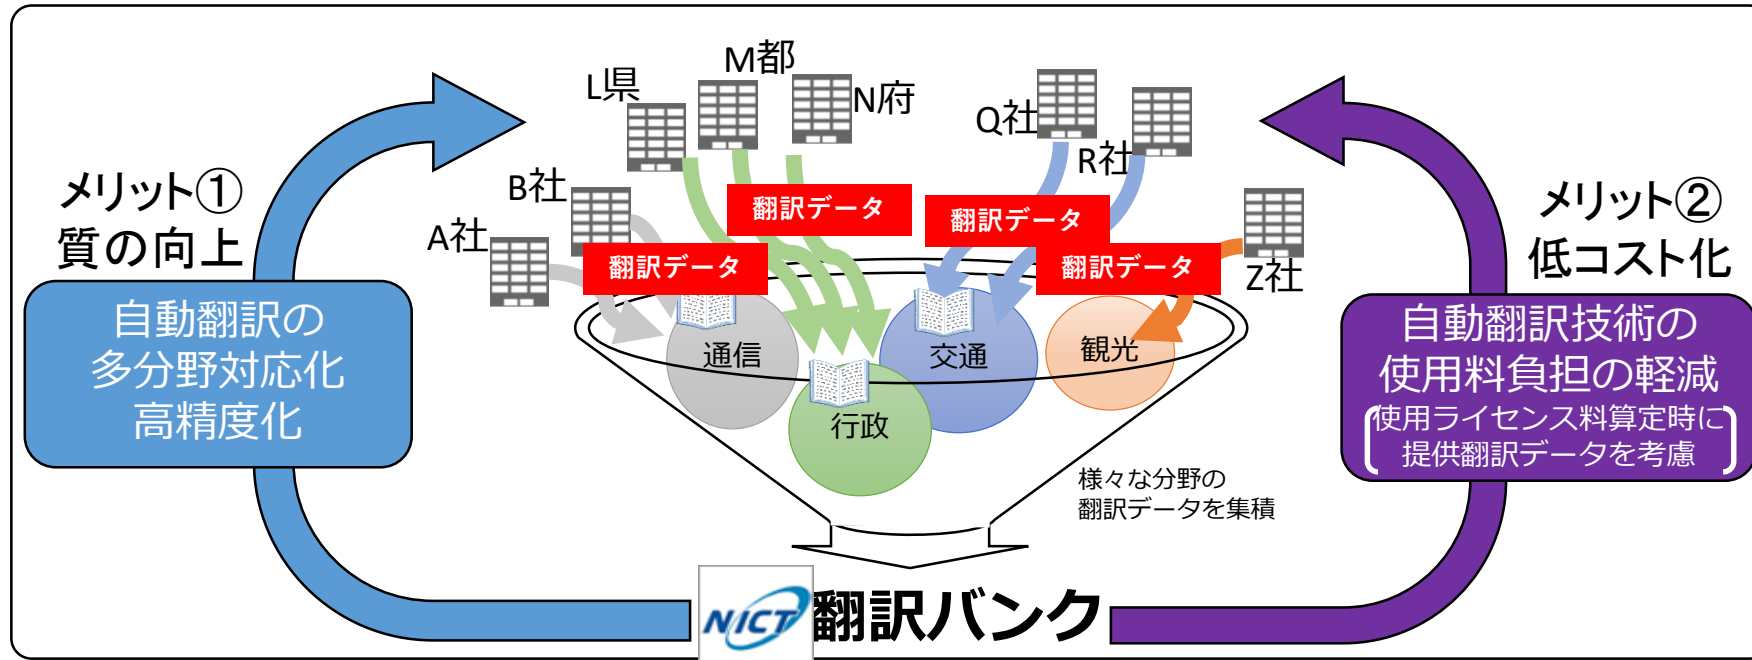 メリット①
質の向上
自動翻訳の
多分野対応化
高精度化
A社
B社
L県
M都
N府
Q社
R社
Z社
翻訳データ
翻訳データ
翻訳データ
翻訳データ
通信
行政
交通
観光
様々な分野の
翻訳データを集積
NICT 翻訳バンク
メリット②
低コスト化
自動翻訳技術の
使用料負担の軽減
使用ライセンス料算定時に
提供翻訳データを考慮